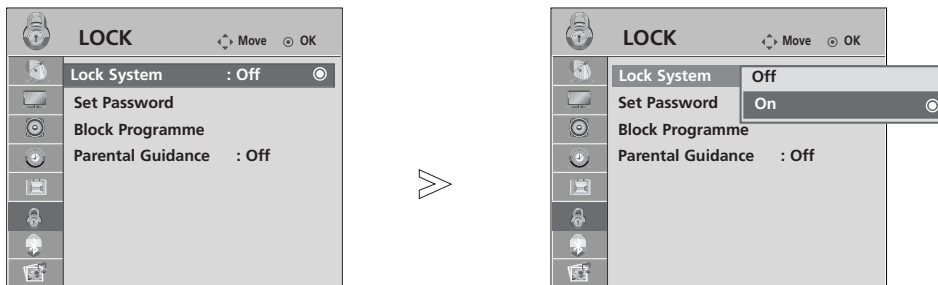 LOCK Move OK
Lock System : Off
Set Password
Block Programme
Parental Guidance : Off
LOCK Move OK
Lock System Off
Set Password On
Block Programme
Parental Guidance : Off